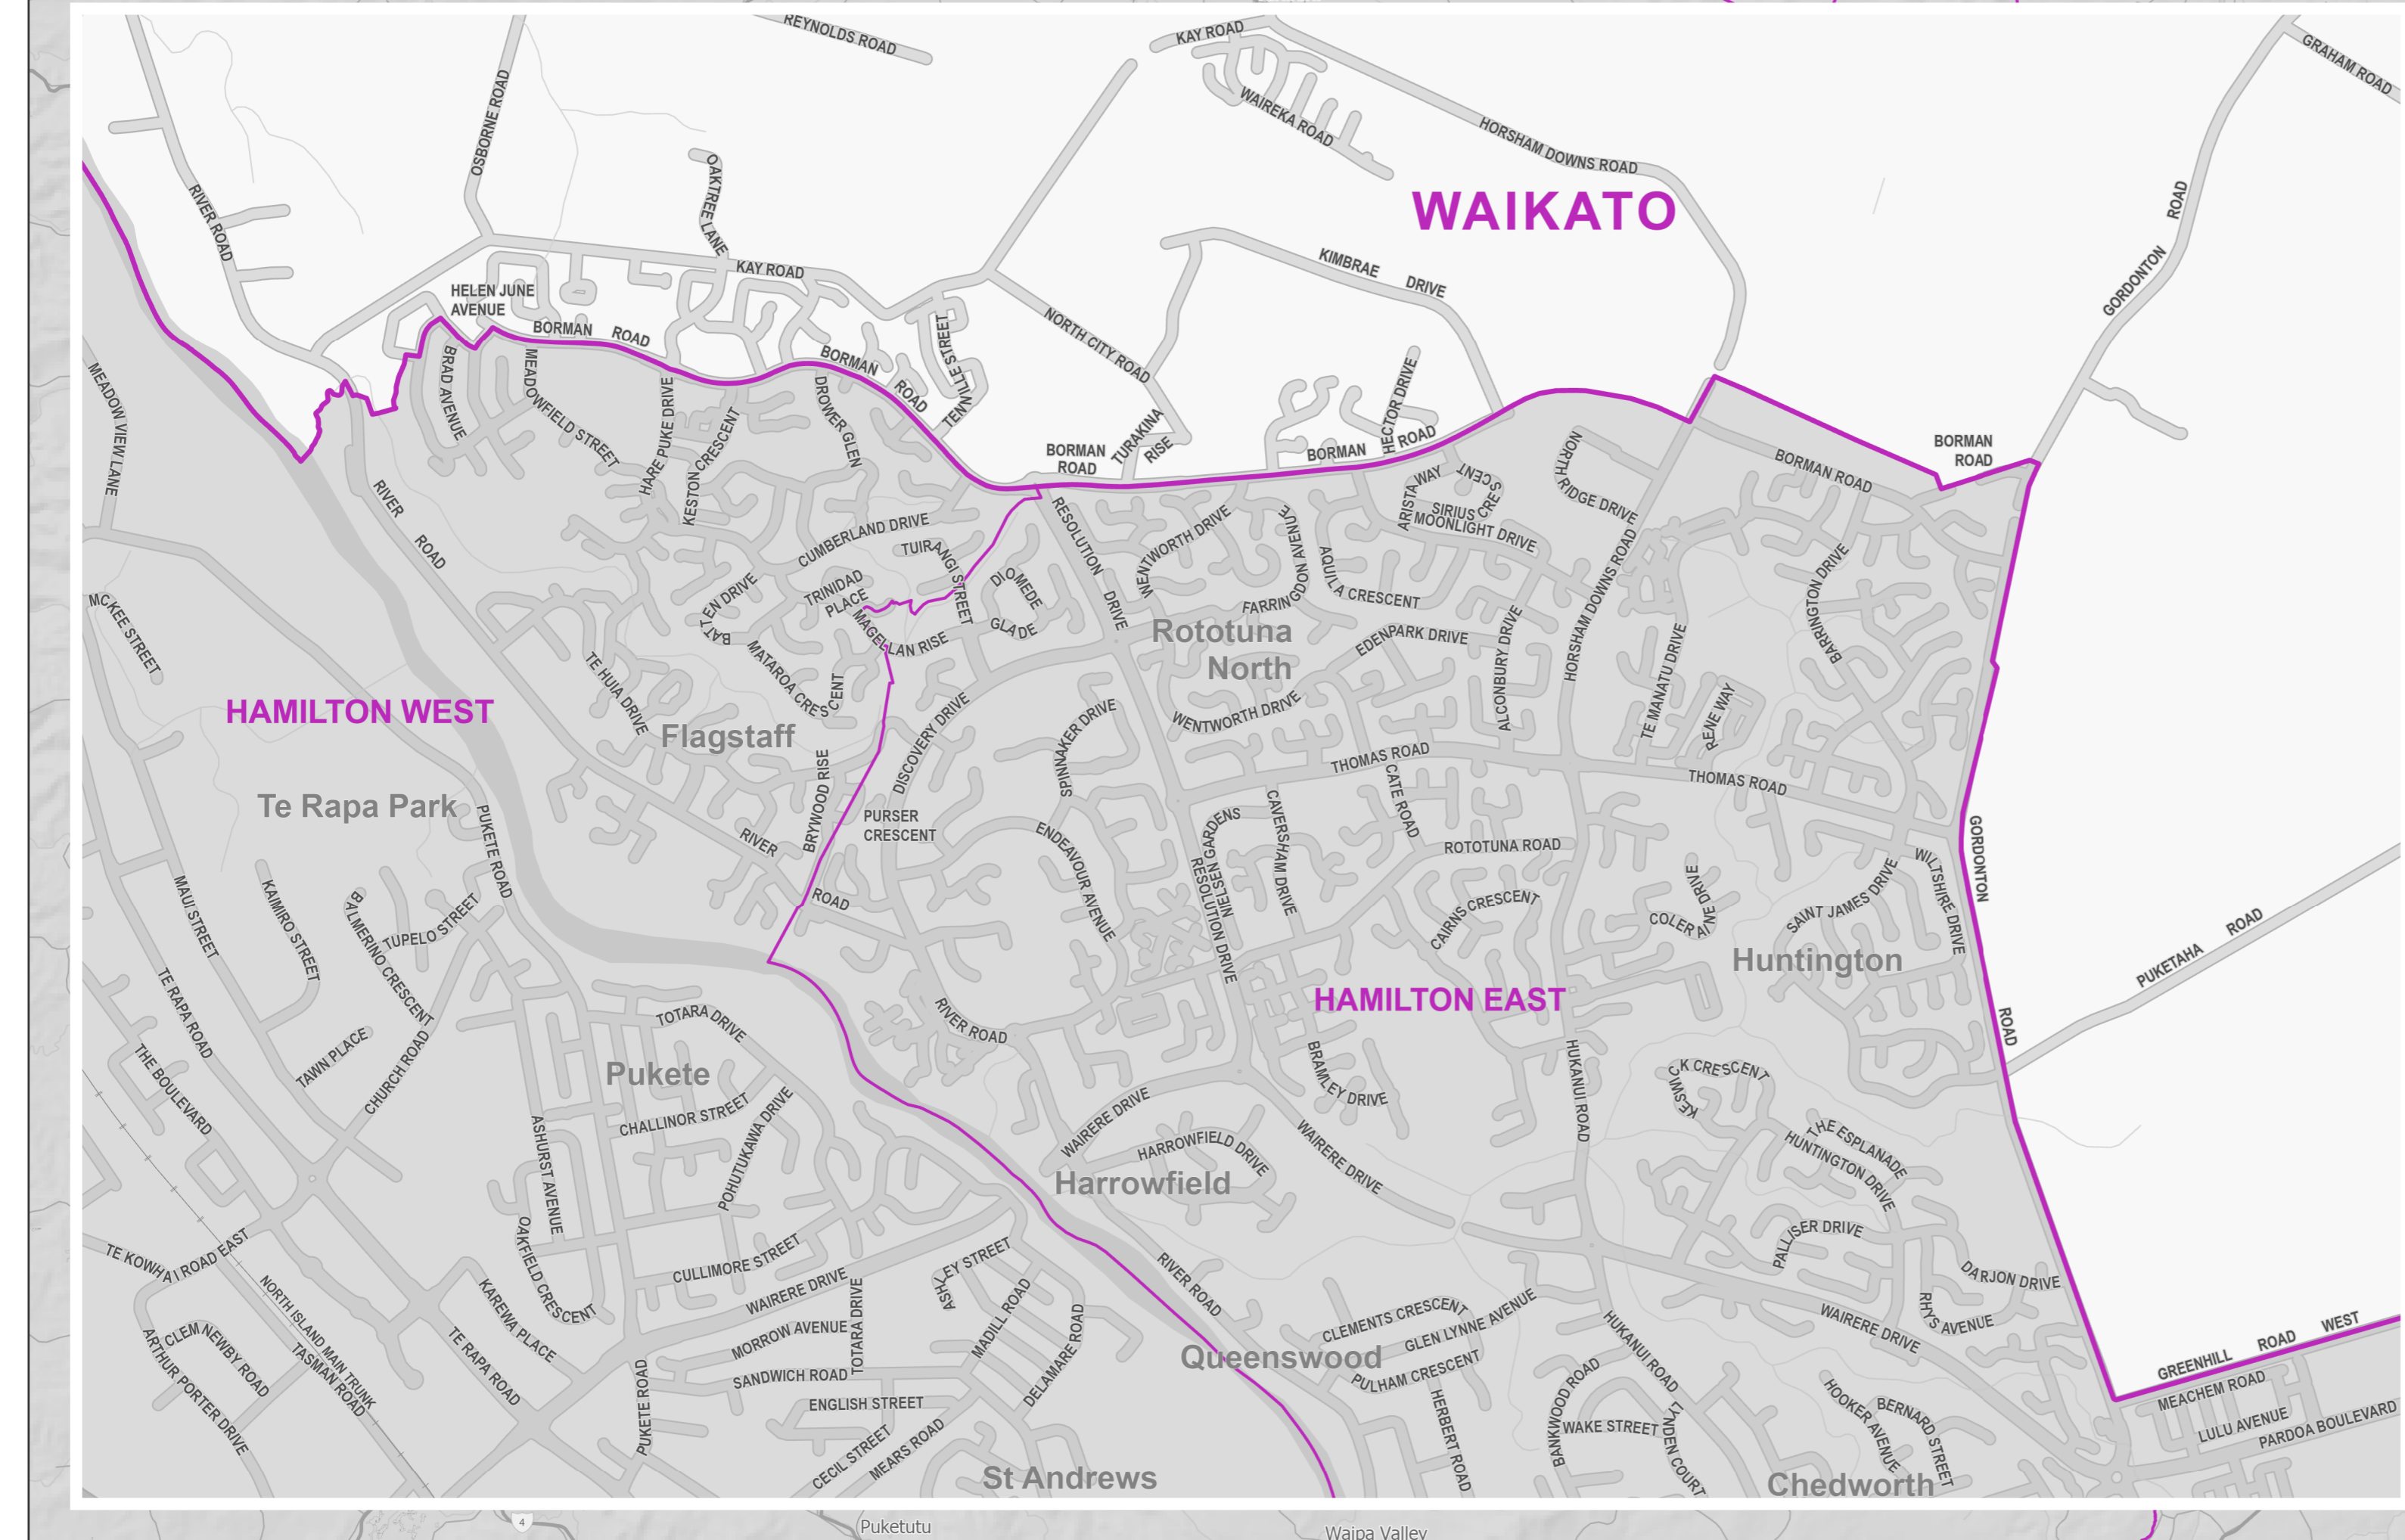 REYNOLDS ROAD
KAY ROAD
GRAHAM ROAD
OSBORNE ROAD
WAIREKA ROAD
HORSHAM DOWNS ROAD
OAKTREE LANE
RIVER ROAD
WAIKATO
GORDONTON ROAD
KAY ROAD
KIMBRAE DRIVE
HELEN JUNE
AVENUE
BORMAN ROAD
NORTH CITY ROAD
TENNILLE STREET
BORMAN ROAD
MEADOW VIEW LANE
BRAD AVENUE
MEADOWFIELD STREET
HARE PUKE DRIVE
KESTON CRESCENT
DROWER GLEN
HECTOR DRIVE
TURAKINA
RISE
BORMAN
ROAD
BORMAN ROAD
BORMAN
ROAD
BORMAN ROAD
NORTH RIDGE DRIVE
ARISTA WAY
SIRIUS CRESCENT
MOONLIGHT DRIVE
RIVER ROAD
CUMBERLAND DRIVE
TUIRANGI STREET
RESOLUTION DRIVE
WENTWORTH DRIVE
FARRINGDON AVENUE
AQUILA CRESCENT
HORSHAM DOWNS ROAD
BARRINGTON DRIVE
MCKEE STREET
BATTEN DRIVE
TRINIDAD
PLACE
DIOMEDE GLADE
MAGELLAN RISE
Rototuna
North
EDENPARK DRIVE
ALCONBURY DRIVE
TE MANATU DRIVE
TE HUIA DRIVE
MATAROA CRESCENT
HAMILTON WEST
Flagstaff
DISCOVERY DRIVE
SPINNAKER DRIVE
WENTWORTH DRIVE
RENE WAY
THOMAS ROAD
THOMAS ROAD
Te Rapa Park
PUKETE ROAD
BRYWOOD RISE
PURSER
CRESCENT
RIVER ROAD
ENDEAVOUR AVENUE
NIELSEN GARDENS
RESOLUTION DRIVE
CAVERSHAM DRIVE
CATE ROAD
ROTOTUNA ROAD
GORDONTON ROAD
WILTSHIRE DRIVE
SAINT JAMES DRIVE
COLERAINE DRIVE
CAIRNS CRESCENT
MAUI STREET
KAIMIRO STREET
BALMERINO CRESCENT
TUPELO STREET
Huntington
PUKETAHA ROAD
TE RAPA ROAD
HAMILTON EAST
TOTARA DRIVE
RIVER ROAD
THE BOULEVARD
TAWN PLACE
CHURCH ROAD
Pukete
BRAMLEY DRIVE
HUKANUI ROAD
KESWICK CRESCENT
CHALLINOR STREET
POHUTUKAWA DRIVE
WAIRERE DRIVE
HARROWFIELD DRIVE
WAIRERE DRIVE
THE ESPLANADE
HUNTINGTON DRIVE
ASHURST AVENUE
Harrowfield
PALLISER DRIVE
TE KOWHAI ROAD EAST
OAKFIELD CRESCENT
CULLIMORE STREET
ASHLEY STREET
RIVER ROAD
DARJON DRIVE
NORTH ISLAND MAIN TRUNK
KAREWA PLACE
WAIRERE DRIVE
TOTARA DRIVE
MADILL ROAD
DELAMARE ROAD
CLEMENTS CRESCENT
GLEN LYNNE AVENUE
HUKANUI ROAD
WAIRERE DRIVE
RHYS AVENUE
GREENHILL ROAD WEST
ARTHUR PORTER DRIVE
CLEM NEWBY ROAD
TASMAN ROAD
TE RAPA ROAD
PUKETE ROAD
MORROW AVENUE
SANDWICH ROAD
Queenswood
PULHAM CRESCENT
HERBERT ROAD
BANKWOOD ROAD
HOOKER AVENUE
BERNARD STREET
MEACHEM ROAD
ENGLISH STREET
WAKE STREET
LYNDEN COURT
LULU AVENUE
PARDOA BOULEVARD
CECIL STREET
MEARS ROAD
St Andrews
Chedworth
4
Puketutu
Waipa Valley